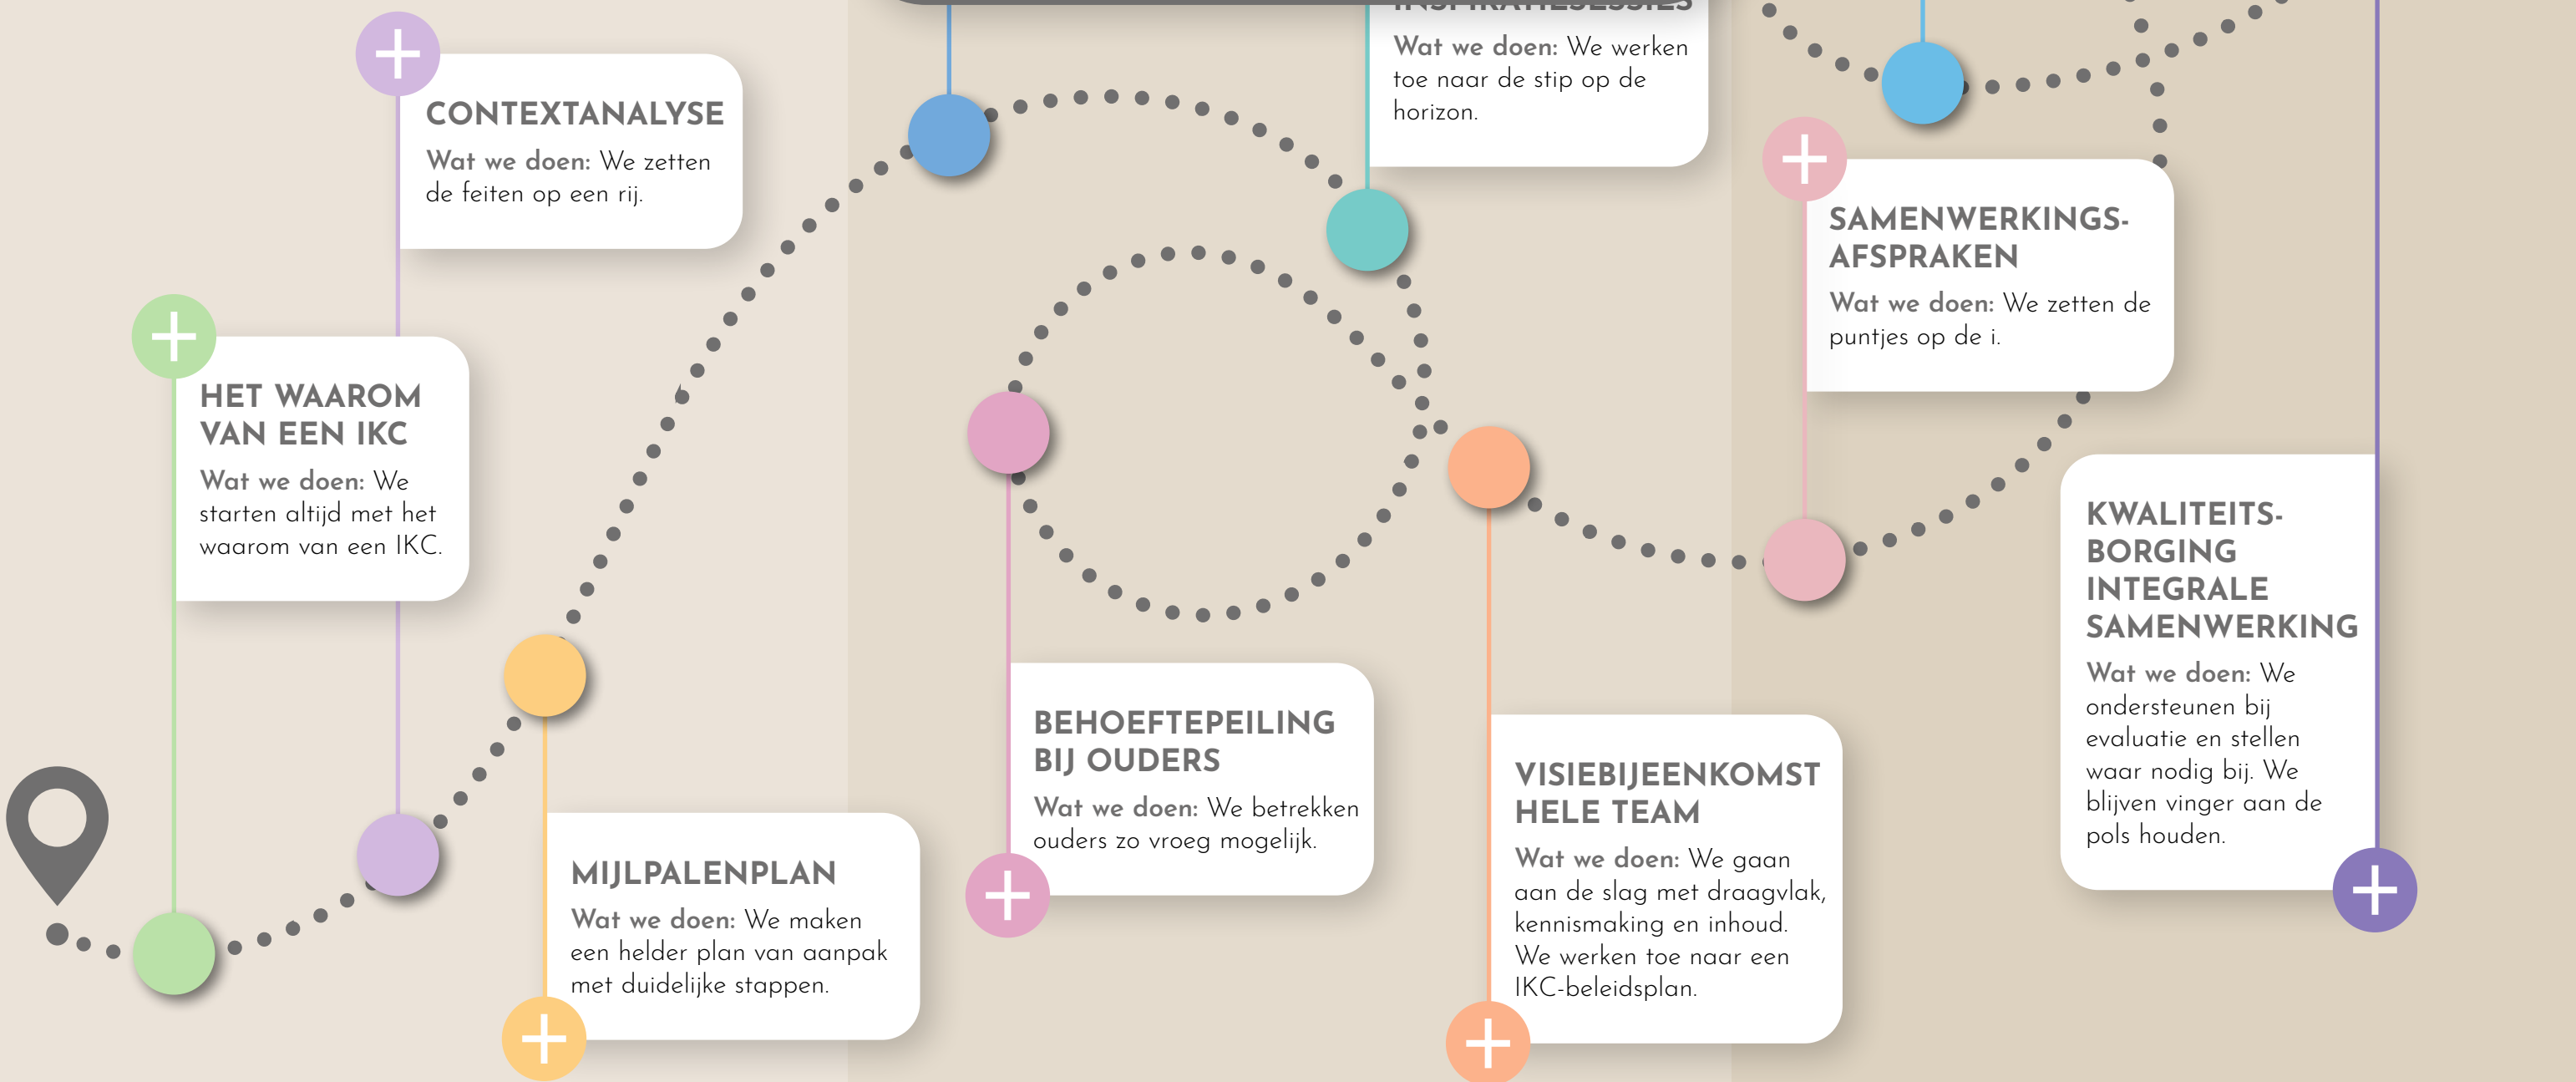 CONTEXTANALYSE
Wat we doen: We zetten
de feiten op een rij.
HET WAAROM
VAN EEN IKC
Wat we doen: We
starten altijd met het
waarom van een IKC.
MIJLPALENPLAN
Wat we doen: We maken
een helder plan van aanpak
met duidelijke stappen.
INSPIRATIESESSIES
Wat we doen: We werken
toe naar de stip op de
horizon.
BEHOEFTEPEILING
BIJ OUDERS
Wat we doen: We betrekken
ouders zo vroeg mogelijk.
VISIEBIJEENKOMST
HELE TEAM
Wat we doen: We gaan
aan de slag met draagvlak,
kennismaking en inhoud.
We werken toe naar een
IKC-beleidsplan.
SAMENWERKINGS-
AFSPRAKEN
Wat we doen: We zetten de
puntjes op de i.
KWALITEITS-
BORGING
INTEGRALE
SAMENWERKING
Wat we doen: We
ondersteunen bij
evaluatie en stellen
waar nodig bij. We
blijven vinger aan de
pols houden.